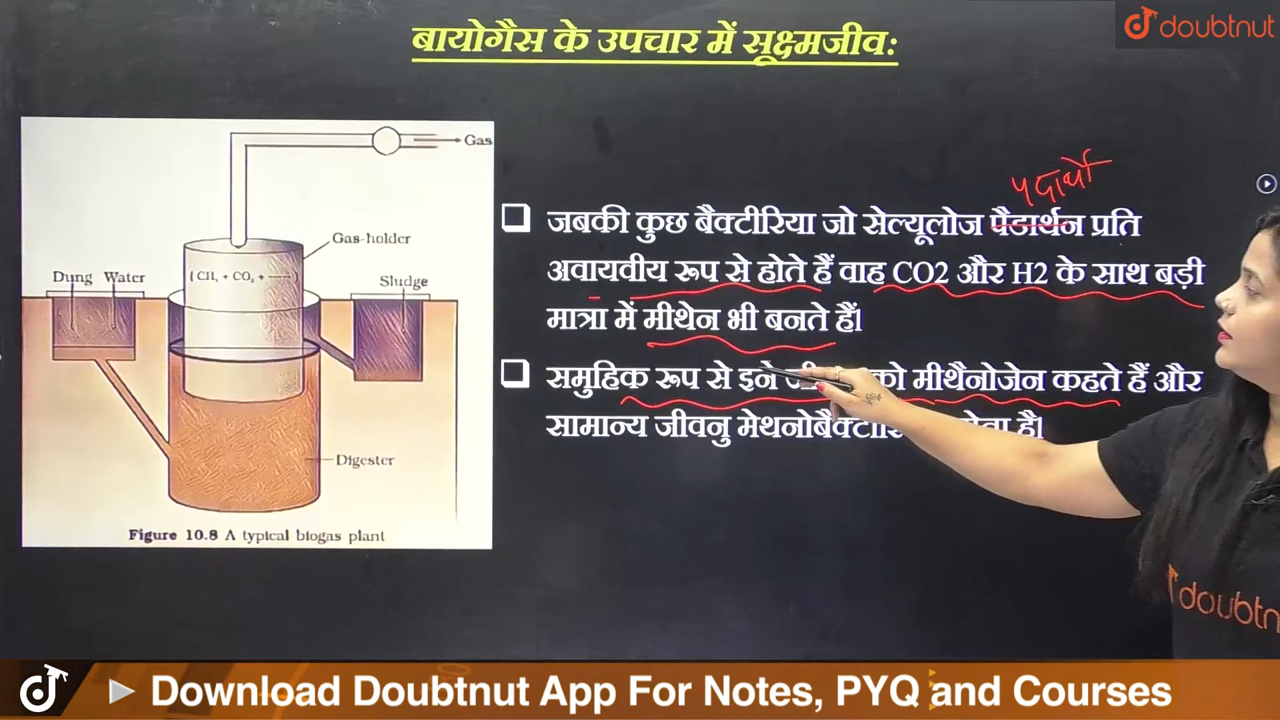 बायोगैस के उपचार में सूक्ष्मजीव:
doubtnut
Gas
Gas-holder
(CH₄ + CO₂ + ——)
Dung Water
Sludge
Digester
Figure 10.8 A typical biogas plant
पदार्थो
जबकी कुछ बैक्टीरिया जो सेल्यूलोज पैडार्थन प्रति
अवायवीय रूप से होते हैं वाह CO2 और H2 के साथ बड़ी
मात्रा में मीथेन भी बनते हैं।
समुहिक रूप से इने को मीथैनोजेन कहते हैं और
सामान्य जीवनु मेथनोबैक्टीरि है।
doubtn
Download Doubtnut App For Notes, PYQ and Courses